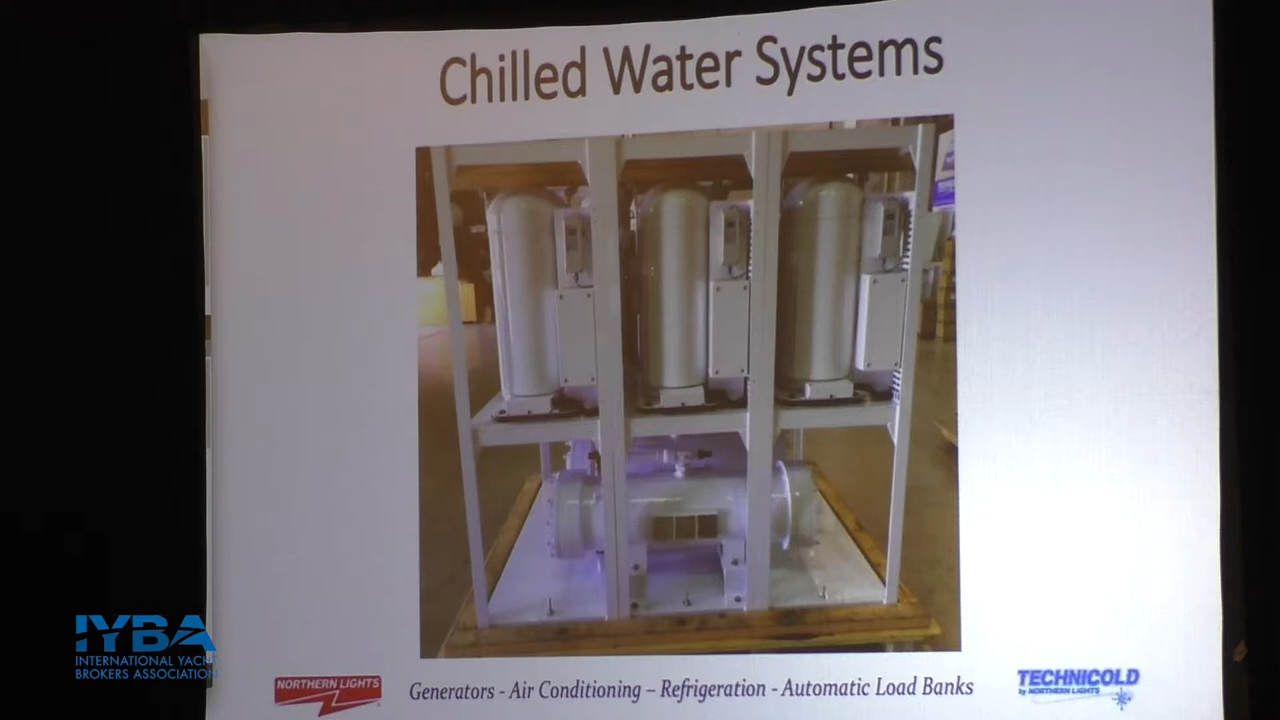 Chilled Water Systems
IYBA
INTERNATIONAL YACHT
BROKERS ASSOCIATION
NORTHERN LIGHTS
Generators - Air Conditioning – Refrigeration - Automatic Load Banks
TECHNICOLD
by NORTHERN LIGHTS